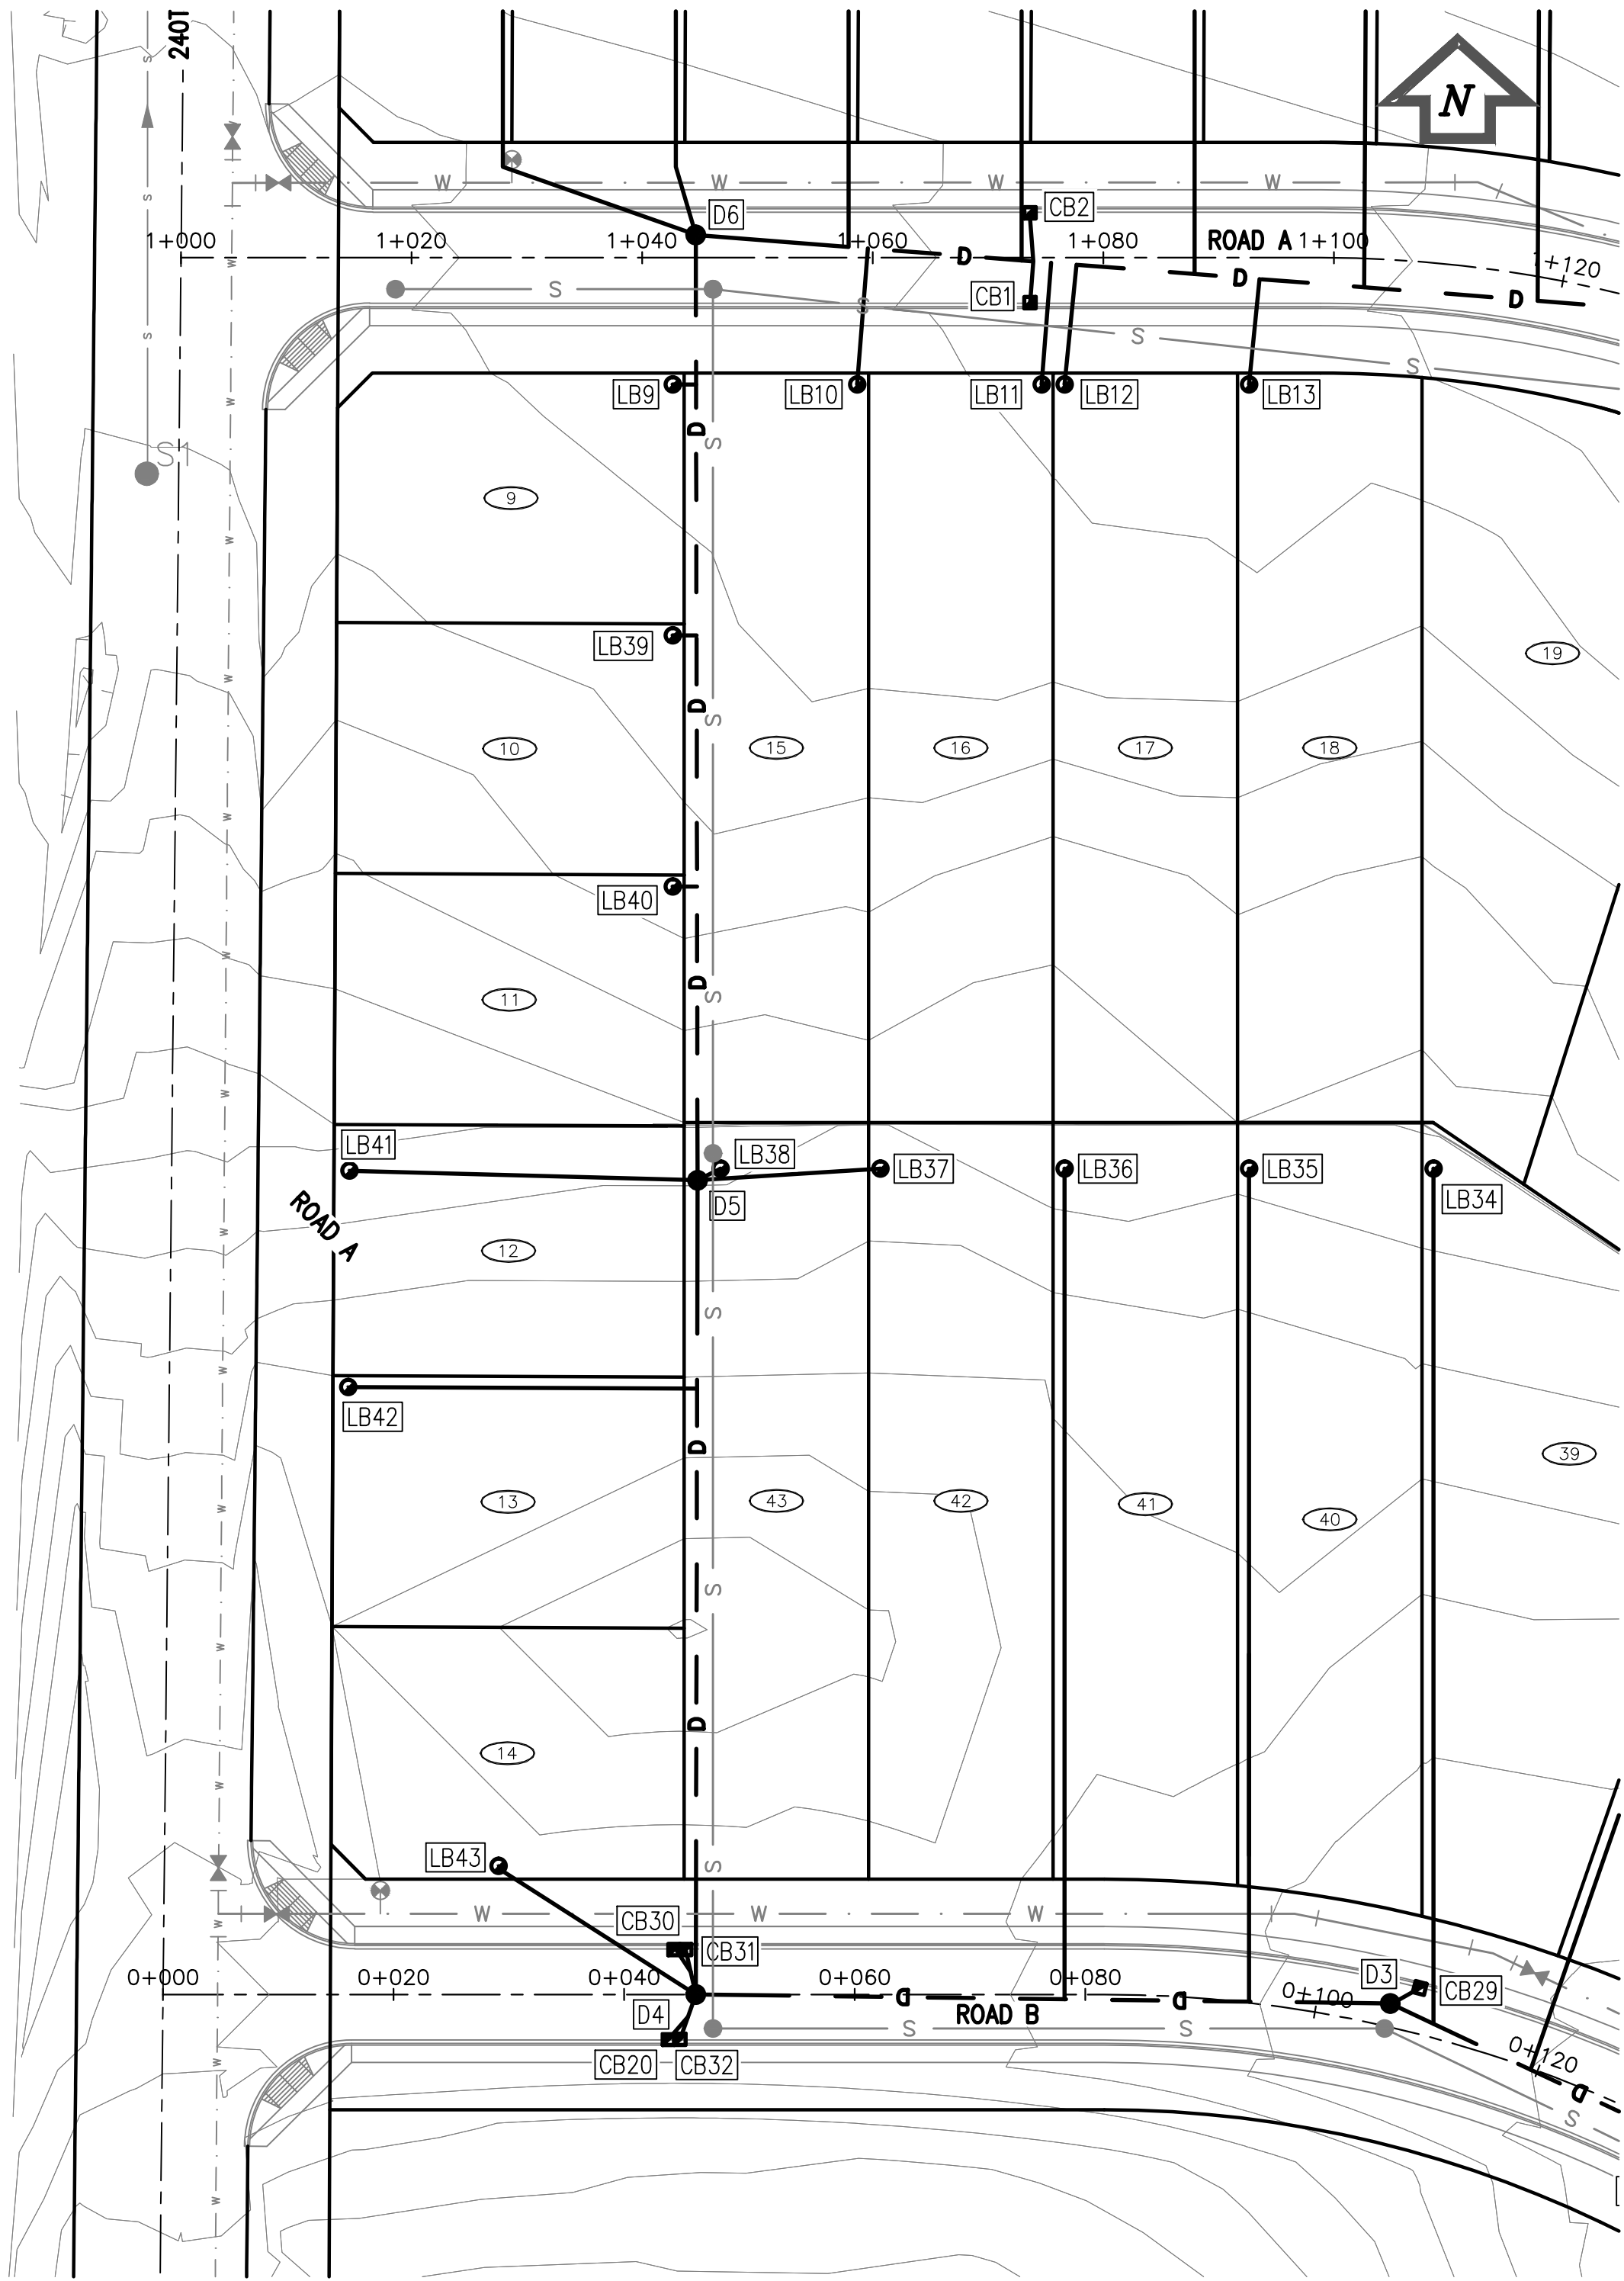 240T
N
W
W
W
W
D6
CB2
1+000
1+020
1+040
1+060
1+080
ROAD A
1+100
1+120
D
D
D
S
CB1
S
S
S
LB9
LB10
LB11
LB12
LB13
D
S
S1
9
LB39
19
D
S
10
15
16
17
18
LB40
D
S
11
LB41
LB38
LB37
LB36
LB35
LB34
D5
ROAD A
12
S
LB42
D
39
13
43
42
41
40
S
D
14
LB43
S
W
W
W
CB30
CB31
0+000
0+020
0+040
0+060
0+080
D3
CB29
0+100
D
D
D4
ROAD B
S
S
0+120
CB20
CB32
D
S